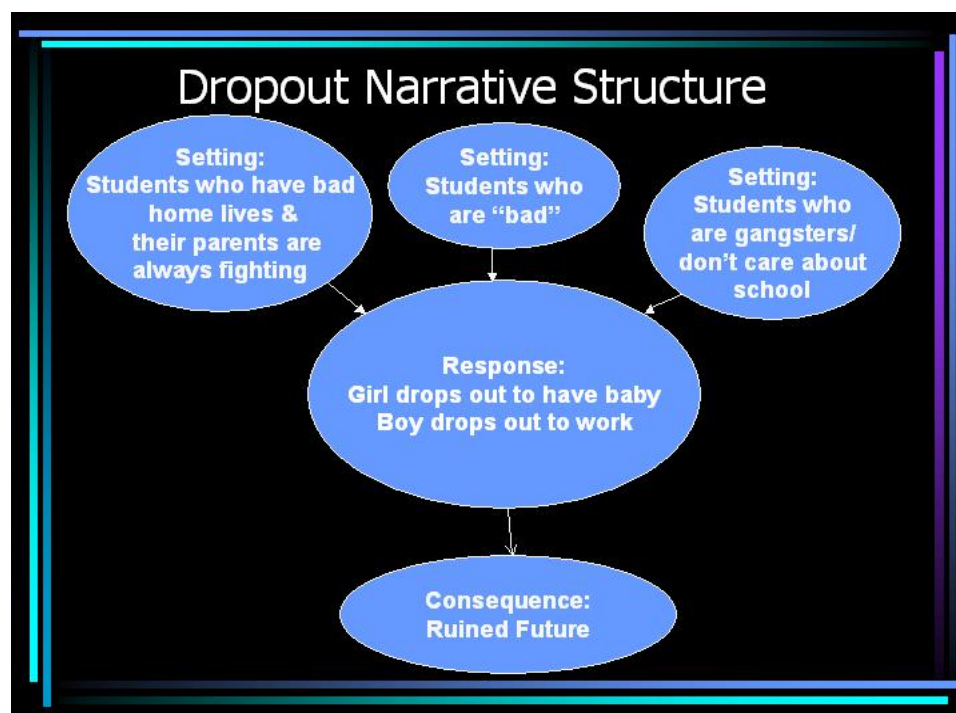 Dropout Narrative Structure
Setting:
Students who have bad
home lives &
their parents are
always fighting
Setting:
Students who
are “bad”
Setting:
Students who
are gangsters/
don’t care about
school
Response:
Girl drops out to have baby
Boy drops out to work
Consequence:
Ruined Future